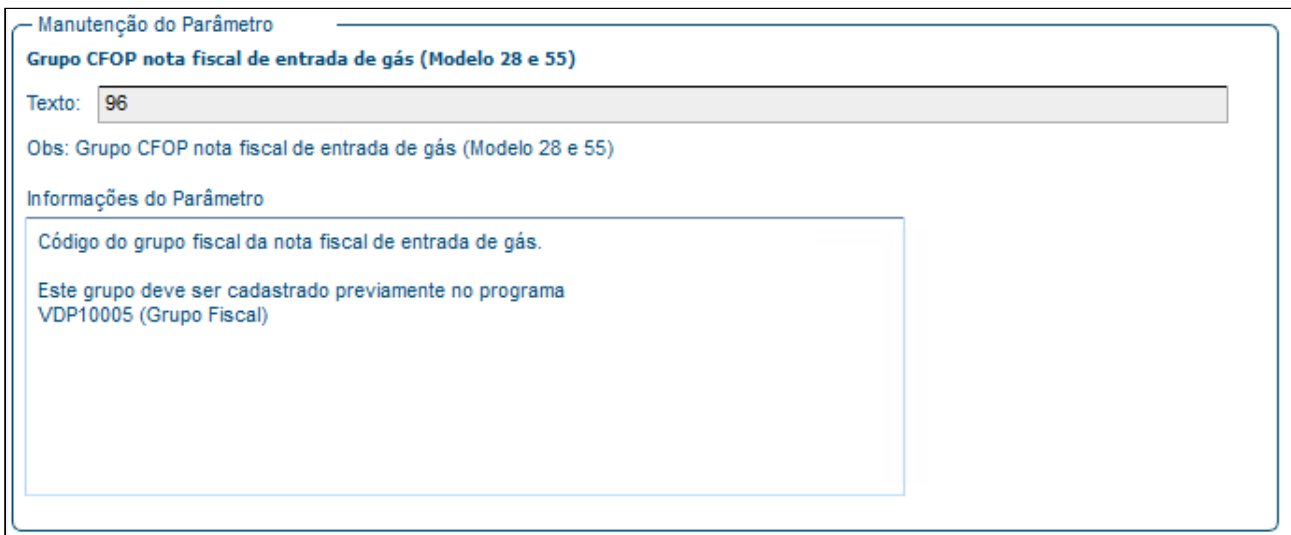 Manutenção do Parâmetro
Grupo CFOP nota fiscal de entrada de gás (Modelo 28 e 55)
Texto: 96
Obs: Grupo CFOP nota fiscal de entrada de gás (Modelo 28 e 55)
Informações do Parâmetro
Código do grupo fiscal da nota fiscal de entrada de gás.
Este grupo deve ser cadastrado previamente no programa
VDP10005 (Grupo Fiscal)